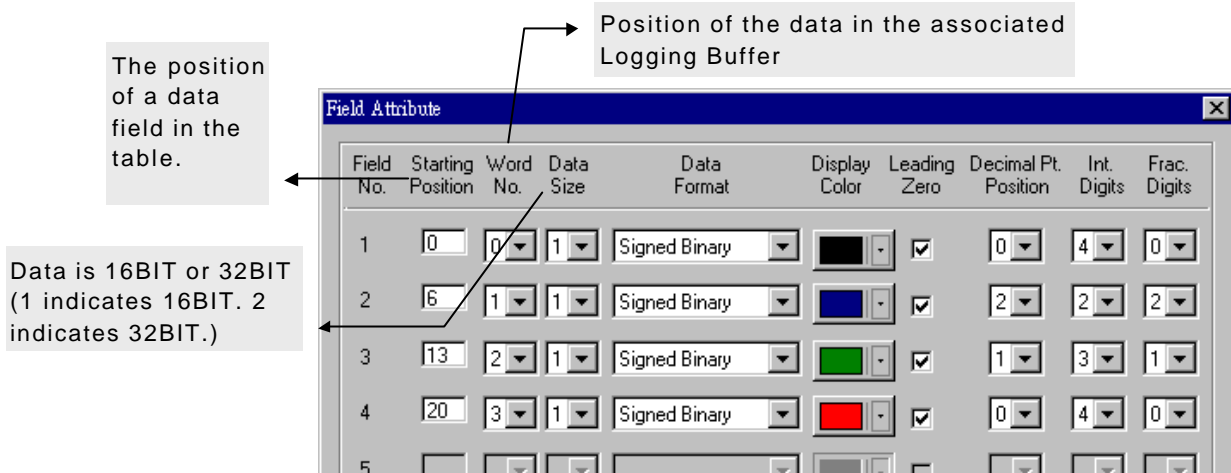 Position of the data in the associated
Logging Buffer
The position
of a data
field in the
table.
Data is 16BIT or 32BIT
(1 indicates 16BIT. 2
indicates 32BIT.)
Field Attribute
Field Starting Word Data Data Display Leading Decimal Pt. Int. Frac.
No. Position No. Size Format Color Zero Position Digits Digits
1 0 0 1 Signed Binary 0 4 0
2 6 1 1 Signed Binary 2 2 2
3 13 2 1 Signed Binary 1 3 1
4 20 3 1 Signed Binary 0 4 0
5